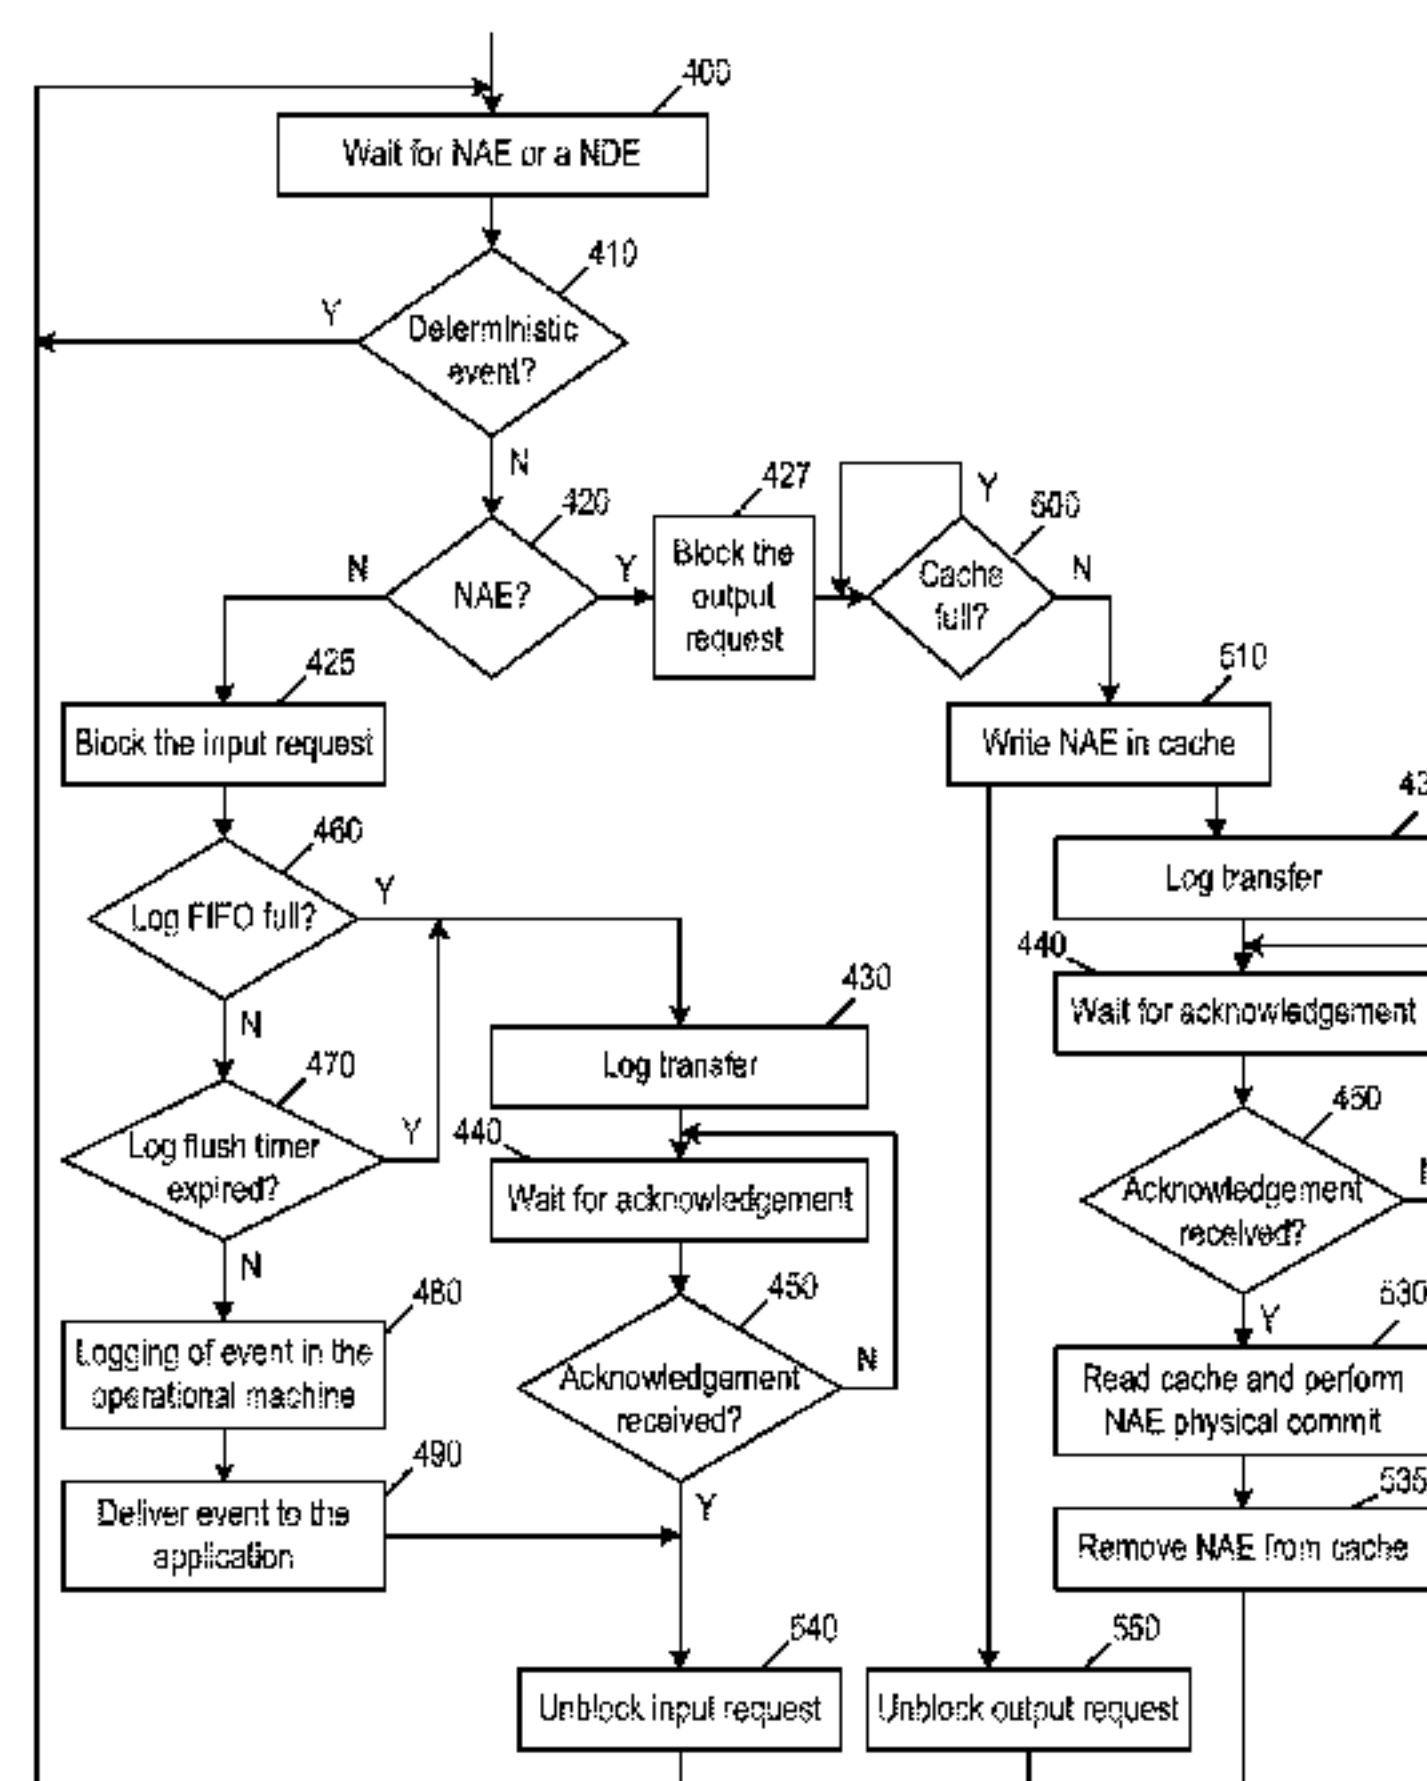 400
Wait for NAE or a NDE
410
Y
Deterministic
event?
N
420
427
Y
500
N
NAE?
Y
Block the
output
request
Cache
full?
N
425
510
Block the input request
Write NAE in cache
460
Y
Log FIFO full?
Log transfer
440
430
N
Wait for acknowledgement
470
Log transfer
Y
440
450
Log flush timer
expired?
Wait for acknowledgement
Acknowledgement
received?
N
480
450
530
Y
Logging of event in the
operational machine
N
Acknowledgement
received?
Read cache and perform
NAE physical commit
490
535
Y
Deliver event to the
application
Remove NAE from cache
540
550
Unblock input request
Unblock output request